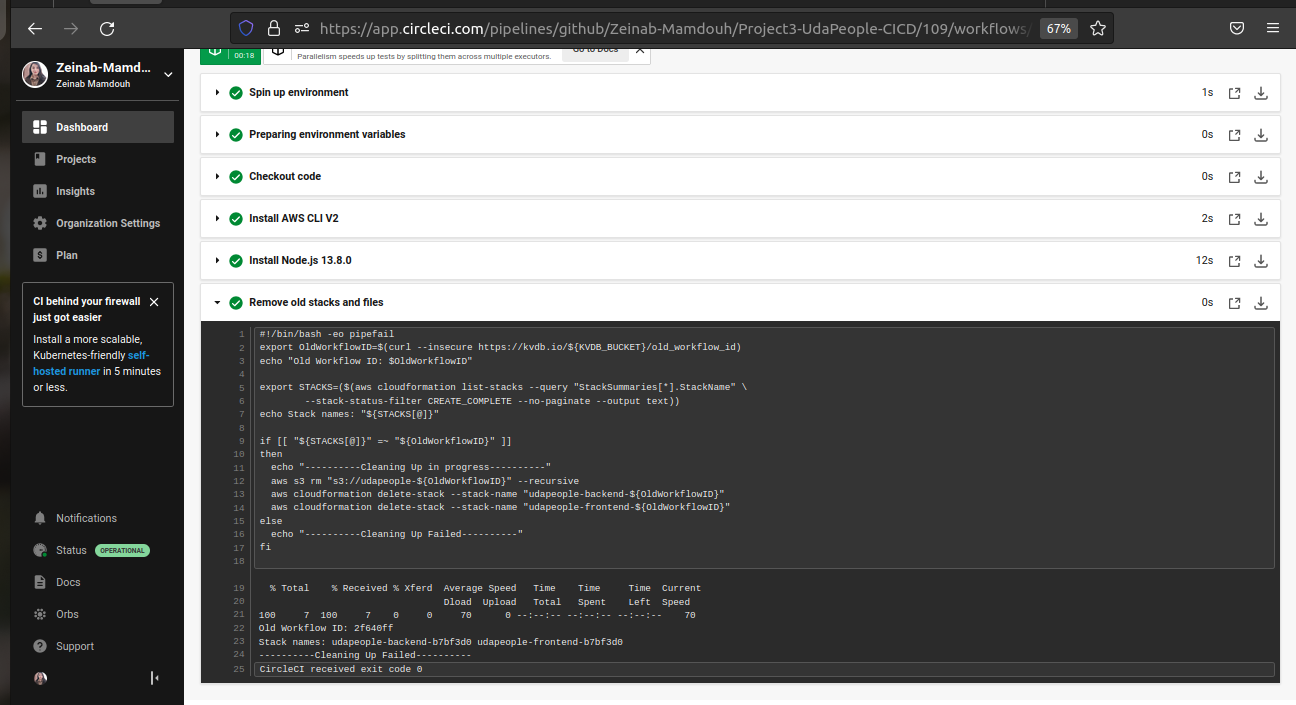 https://app.circleci.com/pipelines/github/Zeinab-Mamdouh/Project3-UdaPeople-CICD/109/workflows/
67%
00:18
Parallelism speeds up tests by splitting them across multiple executors.
Go to Docs
Zeinab-Mamd...
Zeinab Mamdouh
Dashboard
Projects
Insights
Organization Settings
Plan
CI behind your firewall
just got easier
Install a more scalable,
Kubernetes-friendly self-
hosted runner in 5 minutes
or less.
Notifications
Status OPERATIONAL
Docs
Orbs
Support
Spin up environment 1s
Preparing environment variables 0s
Checkout code 0s
Install AWS CLI V2 2s
Install Node.js 13.8.0 12s
Remove old stacks and files 0s
1 #!/bin/bash -eo pipefail
2 export OldWorkflowID=$(curl --insecure https://kvdb.io/${KVDB_BUCKET}/old_workflow_id)
3 echo "Old Workflow ID: $OldWorkflowID"
4
5 export STACKS=($(aws cloudformation list-stacks --query "StackSummaries[*].StackName" \
6         --stack-status-filter CREATE_COMPLETE --no-paginate --output text))
7 echo Stack names: "${STACKS[@]}"
8
9 if [[ "${STACKS[@]}" =~ "${OldWorkflowID}" ]]
10 then
11   echo "----------Cleaning Up in progress----------"
12   aws s3 rm "s3://udapeople-${OldWorkflowID}" --recursive
13   aws cloudformation delete-stack --stack-name "udapeople-backend-${OldWorkflowID}"
14   aws cloudformation delete-stack --stack-name "udapeople-frontend-${OldWorkflowID}"
15 else
16   echo "----------Cleaning Up Failed----------"
17 fi
18
19   % Total    % Received % Xferd  Average Speed   Time    Time     Time  Current
20                                  Dload  Upload   Total   Spent    Left  Speed
21 100     7  100     7    0     0     70      0 --:--:-- --:--:-- --:--:--    70
22 Old Workflow ID: 2f640ff
23 Stack names: udapeople-backend-b7bf3d0 udapeople-frontend-b7bf3d0
24 ----------Cleaning Up Failed----------
25 CircleCI received exit code 0